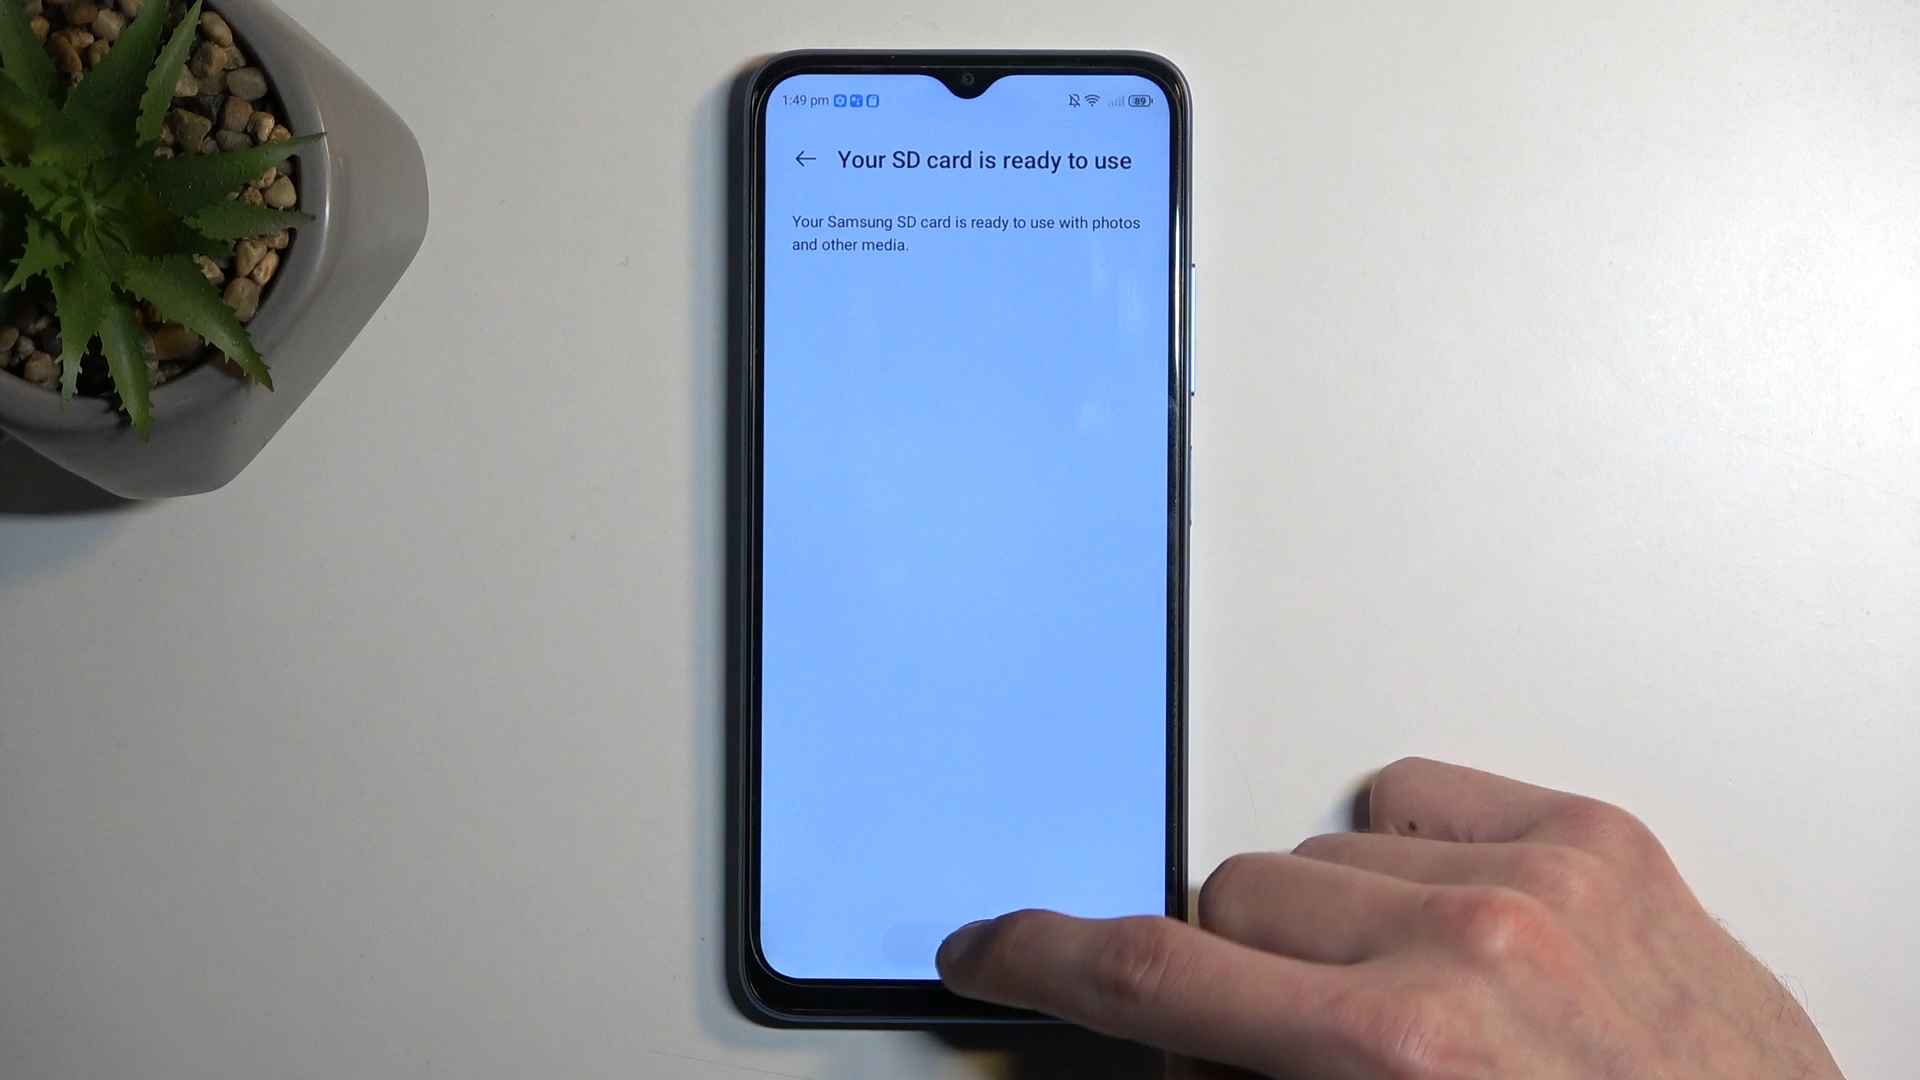 1:49 pm
89
Your SD card is ready to use
Your Samsung SD card is ready to use with photos
and other media.